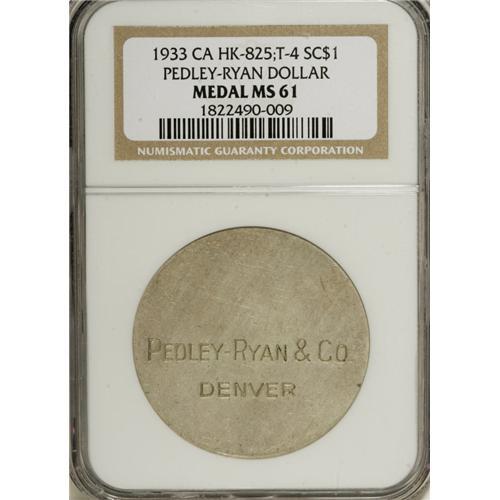 1933 CA HK-825;T-4 SC$1
PEDLEY-RYAN DOLLAR
MEDAL MS 61
1822490-009
NUMISMATIC GUARANTY CORPORATION
PEDLEY-RYAN & CO
DENVER